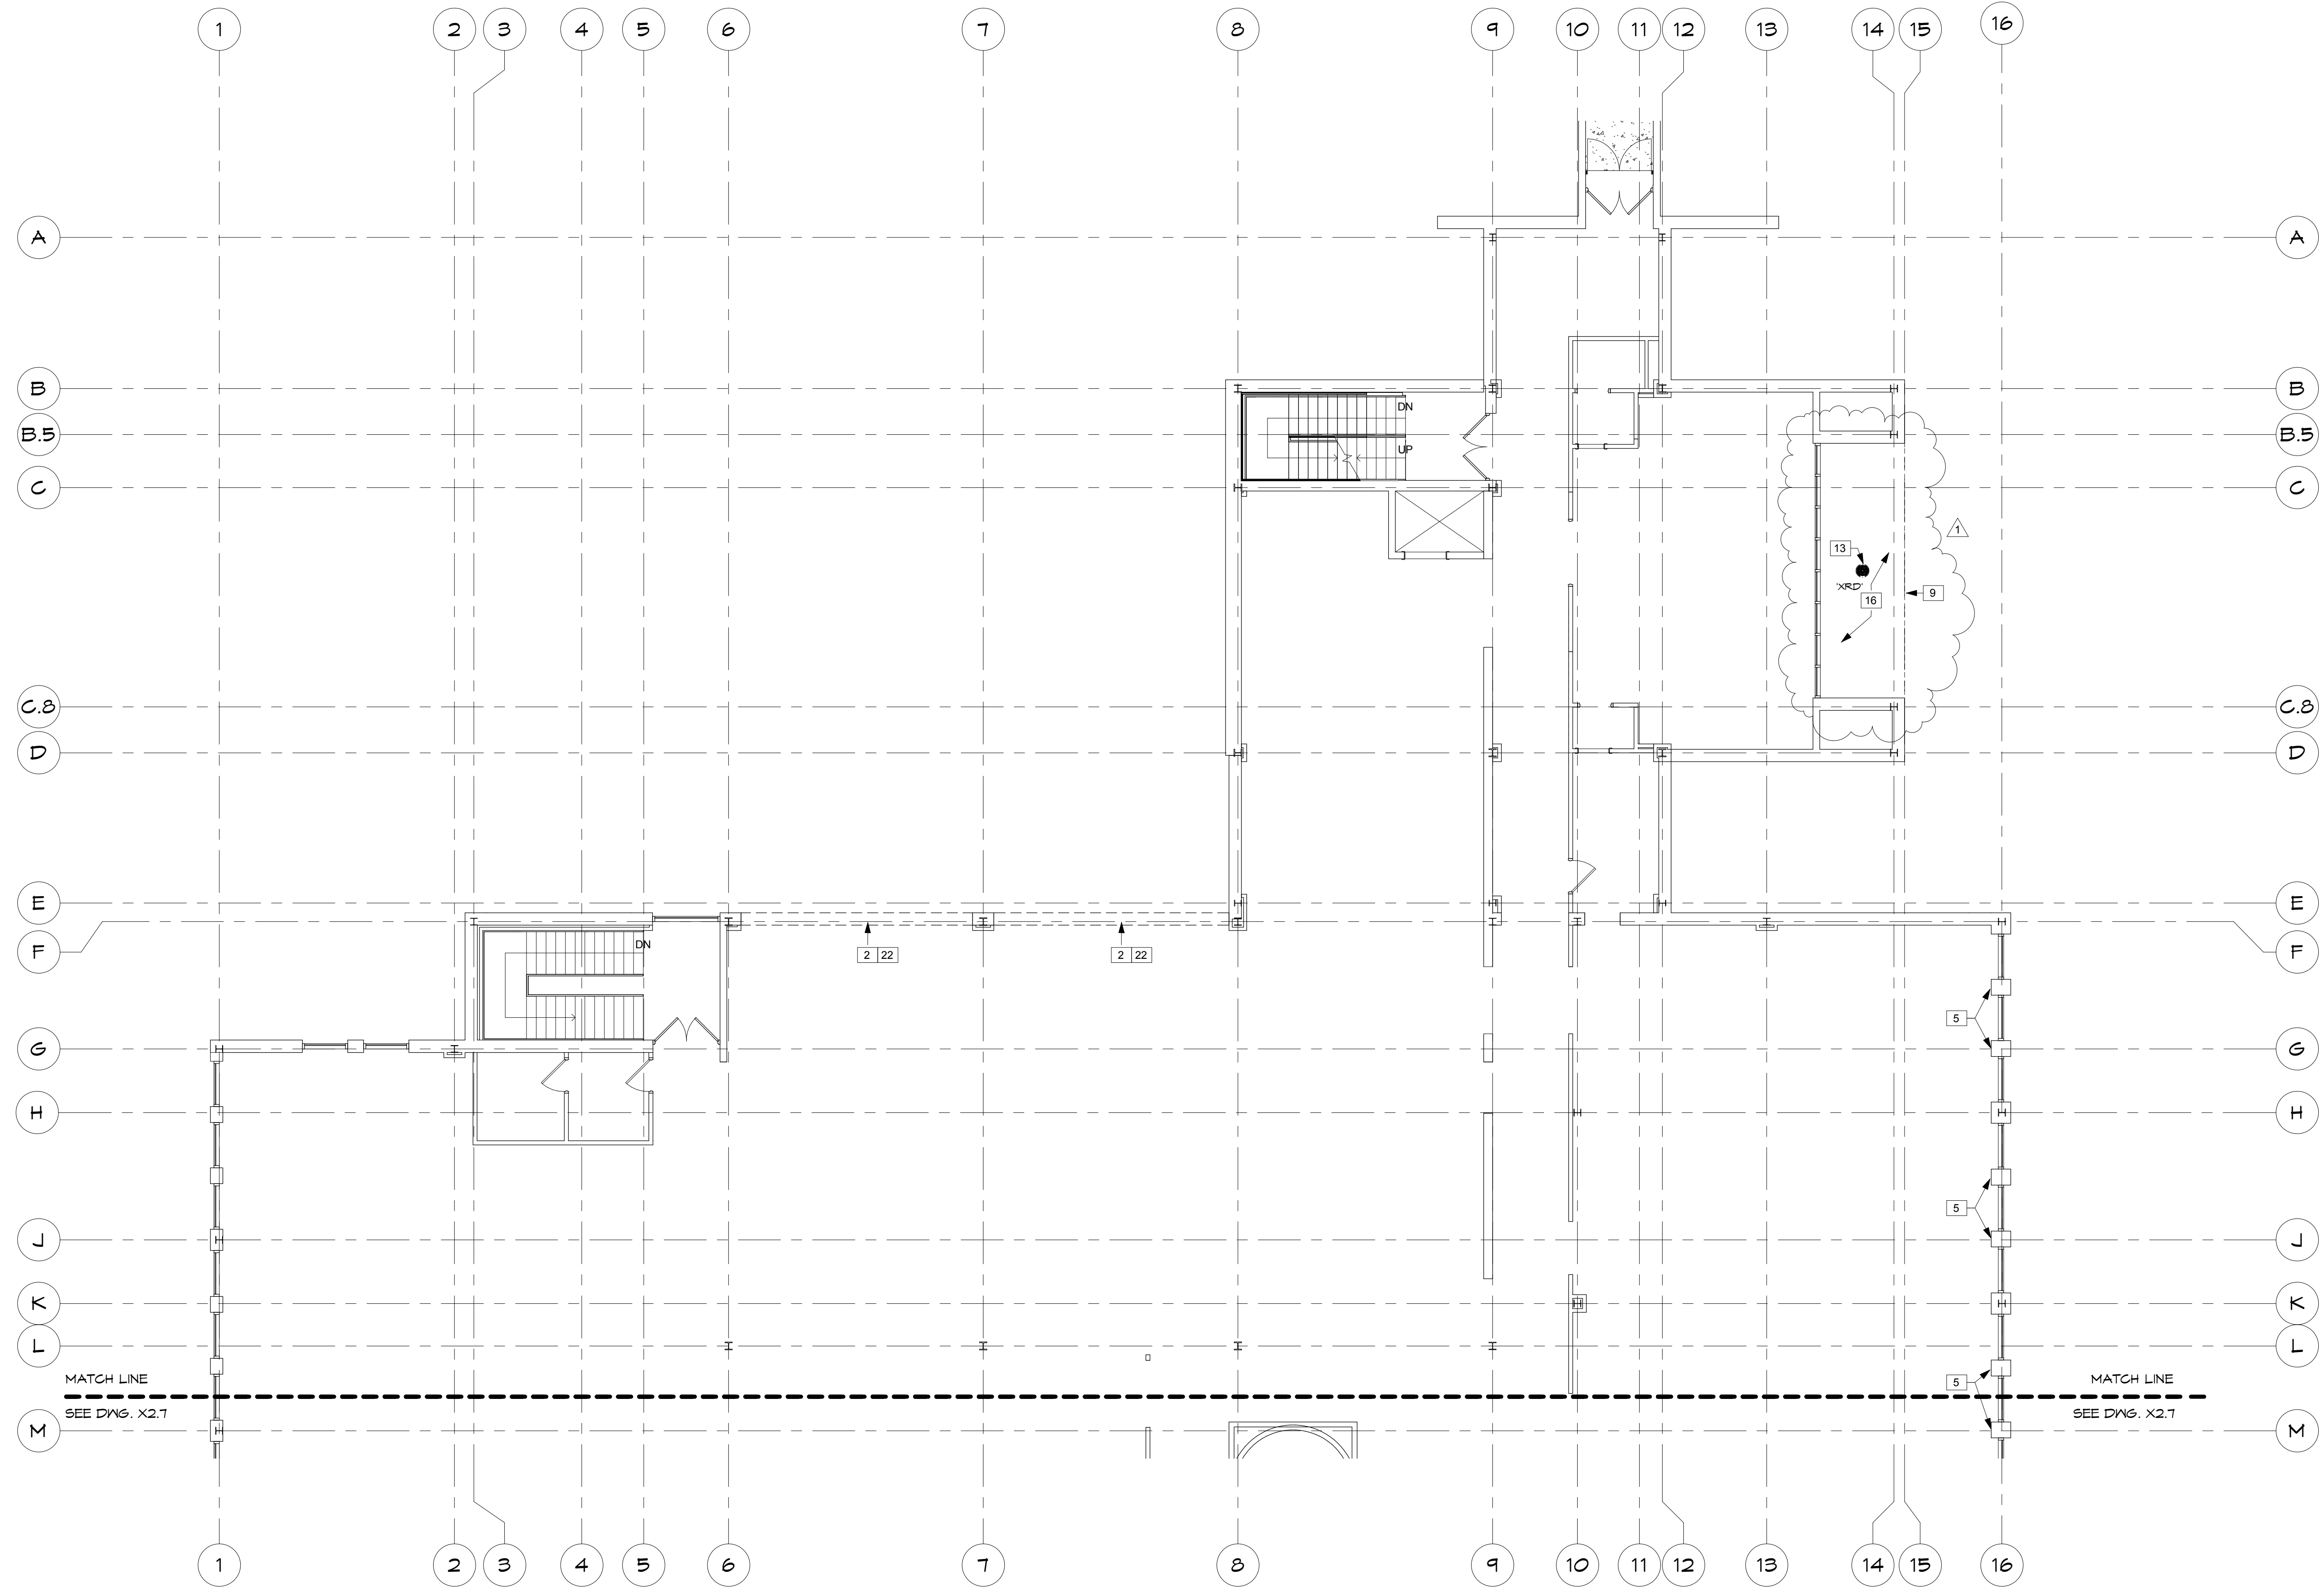 1 2 3 4 5 6 7 8 9 10 11 12 13 14 15 16
A A
B B
DN
B.5 B.5
UP
C C
1
13
'XRD'
9
16
C.8 C.8
D D
E E
DN
F F
2 22 2 22
5
G G
H H
5
J J
K K
L L
MATCH LINE MATCH LINE
5
SEE DWG. X2.7 SEE DWG. X2.7
M M
1 2 3 4 5 6 7 8 9 10 11 12 13 14 15 16